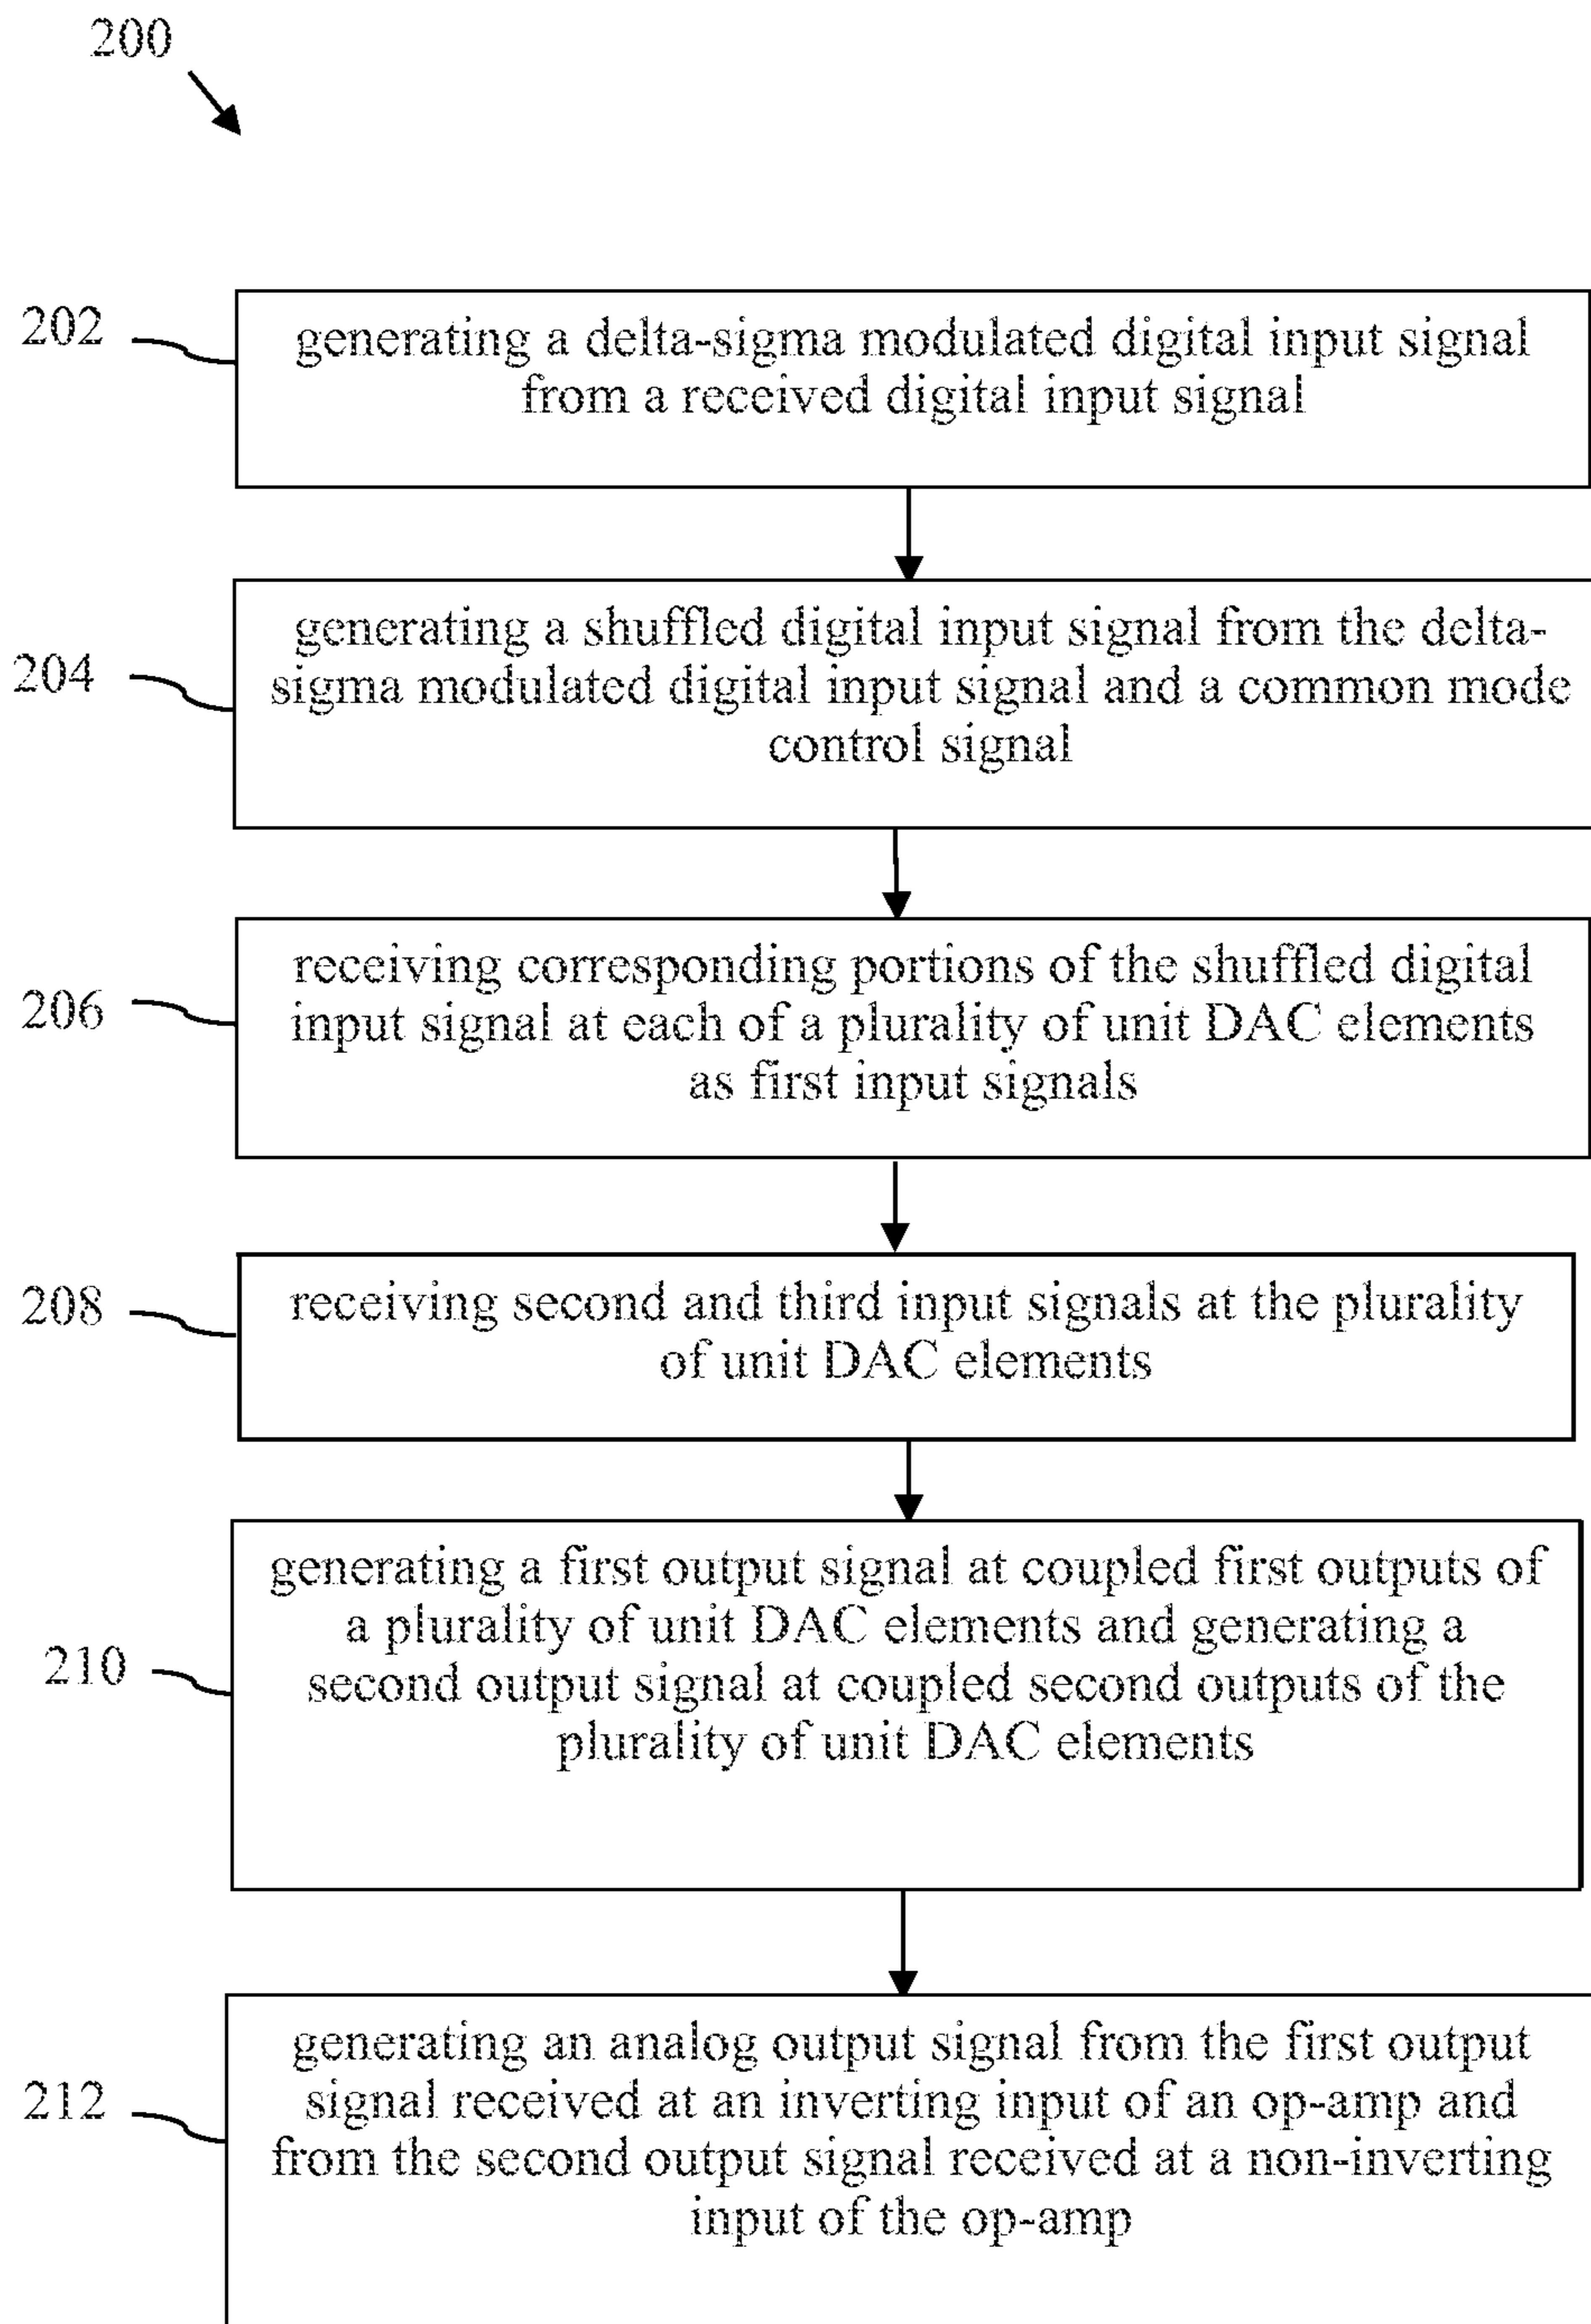 200
202
generating a delta-sigma modulated digital input signal
from a received digital input signal
204
generating a shuffled digital input signal from the delta-
sigma modulated digital input signal and a common mode
control signal
206
receiving corresponding portions of the shuffled digital
input signal at each of a plurality of unit DAC elements
as first input signals
208
receiving second and third input signals at the plurality
of unit DAC elements
210
generating a first output signal at coupled first outputs of
a plurality of unit DAC elements and generating a
second output signal at coupled second outputs of the
plurality of unit DAC elements
212
generating an analog output signal from the first output
signal received at an inverting input of an op-amp and
from the second output signal received at a non-inverting
input of the op-amp